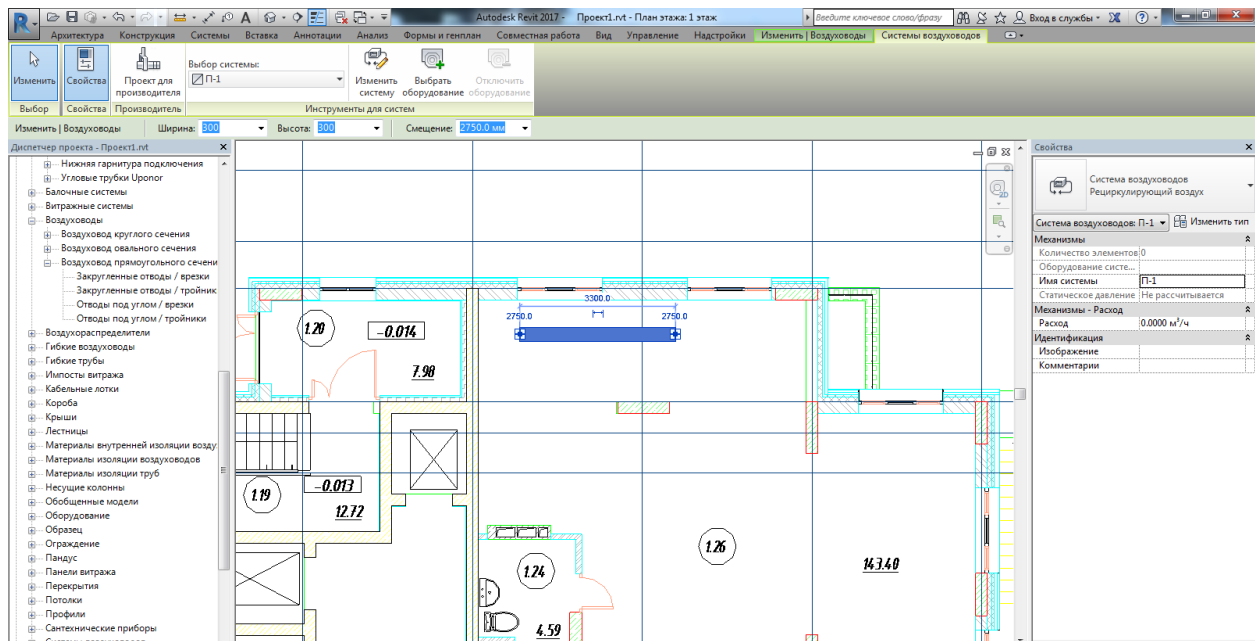 Autodesk Revit 2017 - Проект1.rvt - План этажа: 1 этаж
Введите ключевое слово/фразу
Вход в службы
Архитектура Конструкция Системы Вставка Аннотации Анализ Формы и генплан Совместная работа Вид Управление Надстройки Изменить | Воздуховоды Системы воздуховодов
Изменить
Свойства
Проект для производителя
Выбор системы:
П-1
Изменить систему
Выбрать оборудование
Отключить оборудование
Выбор Свойства Производитель Инструменты для систем
Изменить | Воздуховоды Ширина: 300 Высота: 300 Смещение: 2750.0 мм
Диспетчер проекта - Проект1.rvt
Нижняя гарнитура подключения
Угловые трубки Uponor
Балочные системы
Витражные системы
Воздуховоды
Воздуховод круглого сечения
Воздуховод овального сечения
Воздуховод прямоугольного сечени
Закругленные отводы / врезки
Закругленные отводы / тройник
Отводы под углом / врезки
Отводы под углом / тройники
Воздухораспределители
Гибкие воздуховоды
Гибкие трубы
Импосты витража
Кабельные лотки
Короба
Крыши
Лестницы
Материалы внутренней изоляции возду
Материалы изоляции воздуховодов
Материалы изоляции труб
Несущие колонны
Обобщенные модели
Оборудование
Образец
Ограждение
Пандус
Панели витража
Перекрытия
Потолки
Профили
Сантехнические приборы
3300.0
2750.0 2750.0
1.20
-0.014
7.98
1.19
-0.013
12.72
1.24
4.59
1.26
143.40
2D
Свойства
Система воздуховодов
Рециркулирующий воздух
Система воздуховодов: П-1 Изменить тип
Механизмы
Количество элементов 0
Оборудование систе...
Имя системы П-1
Статическое давление Не рассчитывается
Механизмы - Расход
Расход 0.0000 м³/ч
Идентификация
Изображение
Комментарии